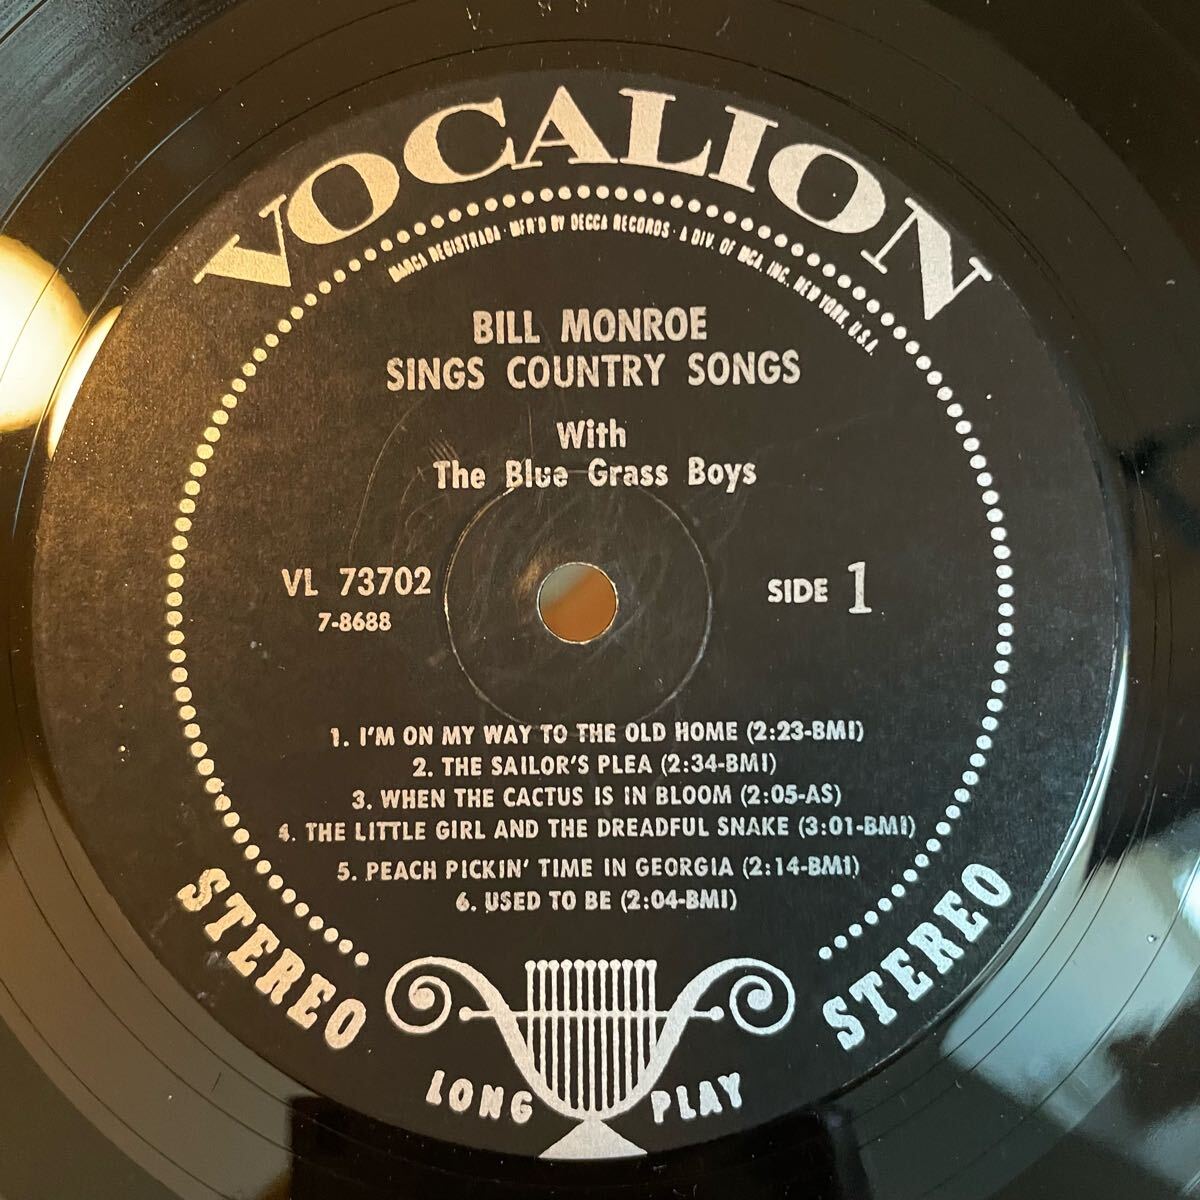 VOCALION
MARCA REGISTRADA · MFR'D BY DECCA RECORDS · A DIV. OF MCA, INC., NEW YORK, U.S.A.
BILL MONROE
SINGS COUNTRY SONGS
With
The Blue Grass Boys
VL 73702
7-8688
SIDE 1
1. I'M ON MY WAY TO THE OLD HOME (2:23-BMI)
2. THE SAILOR'S PLEA (2:34-BMI)
3. WHEN THE CACTUS IS IN BLOOM (2:05-AS)
4. THE LITTLE GIRL AND THE DREADFUL SNAKE (3:01-BMI)
5. PEACH PICKIN' TIME IN GEORGIA (2:14-BMI)
6. USED TO BE (2:04-BMI)
STEREO
STEREO
LONG PLAY